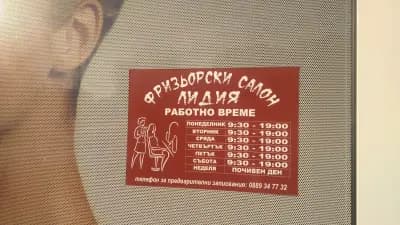 ФРИЗЬОРСКИ САЛОН
ЛИДИЯ
РАБОТНО ВРЕМЕ
ПОНЕДЕЛНИК 9:30 - 19:00
ВТОРНИК 9:30 - 19:00
СРЯДА 9:30 - 19:00
ЧЕТВЪРТЪК 9:30 - 19:00
ПЕТЪК 9:30 - 19:00
СЪБОТА 9:30 - 19:00
НЕДЕЛЯ ПОЧИВЕН ДЕН
телефон за предварителни записвания: 0889 34 77 32